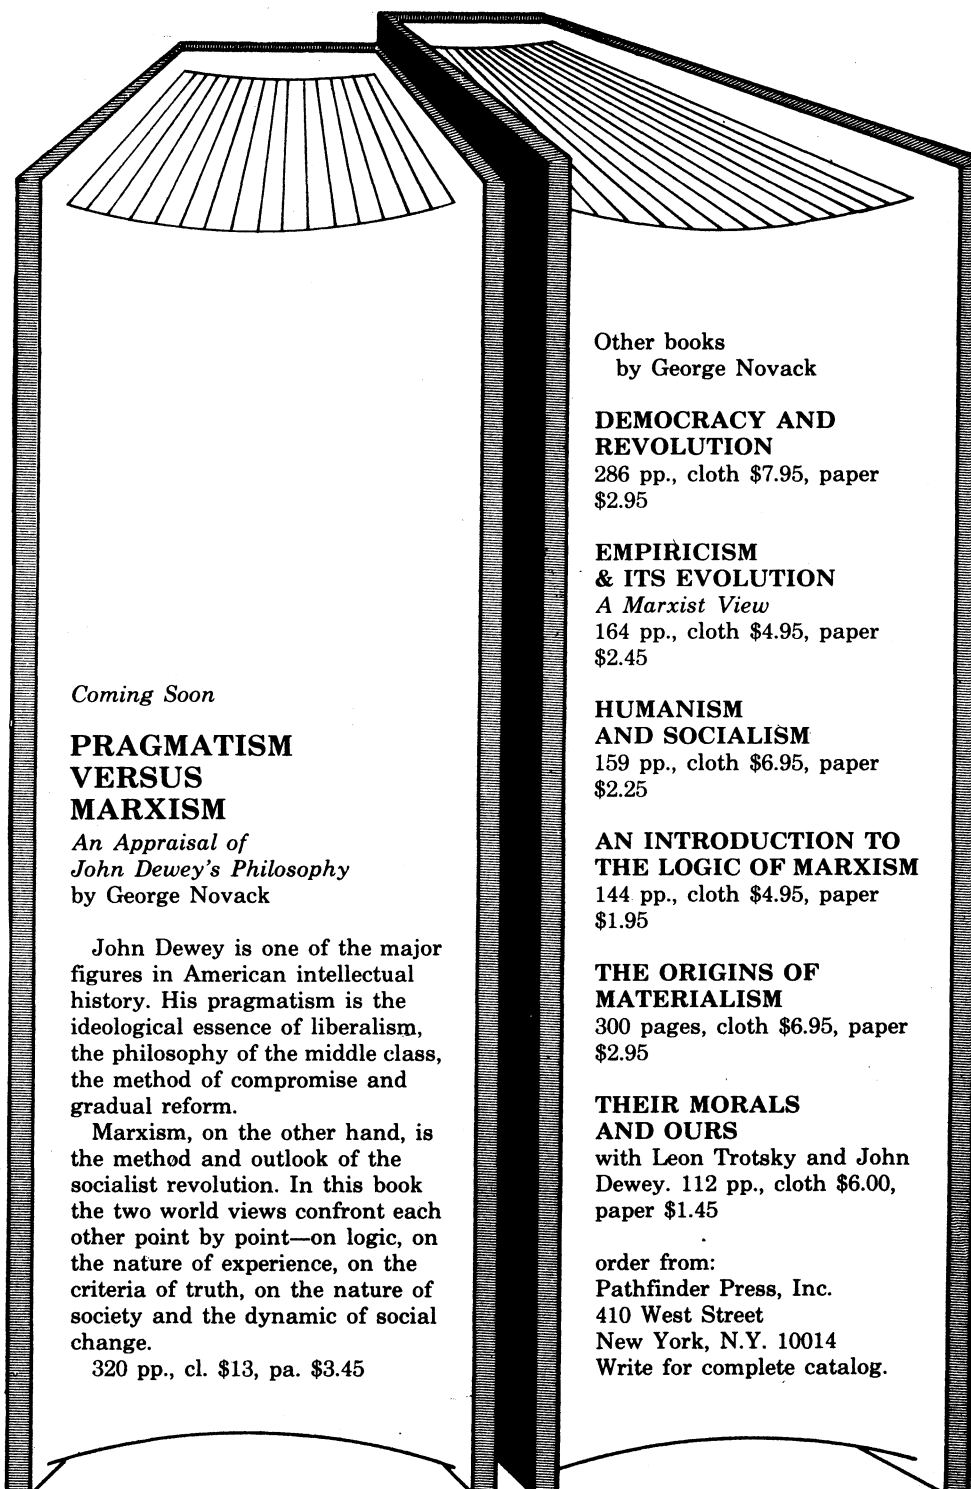 Coming Soon
PRAGMATISM
VERSUS
MARXISM
An Appraisal of
John Dewey's Philosophy
by George Novack
John Dewey is one of the major
figures in American intellectual
history. His pragmatism is the
ideological essence of liberalism,
the philosophy of the middle class,
the method of compromise and
gradual reform.
Marxism, on the other hand, is
the method and outlook of the
socialist revolution. In this book
the two world views confront each
other point by point—on logic, on
the nature of experience, on the
criteria of truth, on the nature of
society and the dynamic of social
change.
320 pp., cl. $13, pa. $3.45
Other books
by George Novack
DEMOCRACY AND
REVOLUTION
286 pp., cloth $7.95, paper
$2.95
EMPIRICISM
& ITS EVOLUTION
A Marxist View
164 pp., cloth $4.95, paper
$2.45
HUMANISM
AND SOCIALISM
159 pp., cloth $6.95, paper
$2.25
AN INTRODUCTION TO
THE LOGIC OF MARXISM
144 pp., cloth $4.95, paper
$1.95
THE ORIGINS OF
MATERIALISM
300 pages, cloth $6.95, paper
$2.95
THEIR MORALS
AND OURS
with Leon Trotsky and John
Dewey. 112 pp., cloth $6.00,
paper $1.45
order from:
Pathfinder Press, Inc.
410 West Street
New York, N.Y. 10014
Write for complete catalog.